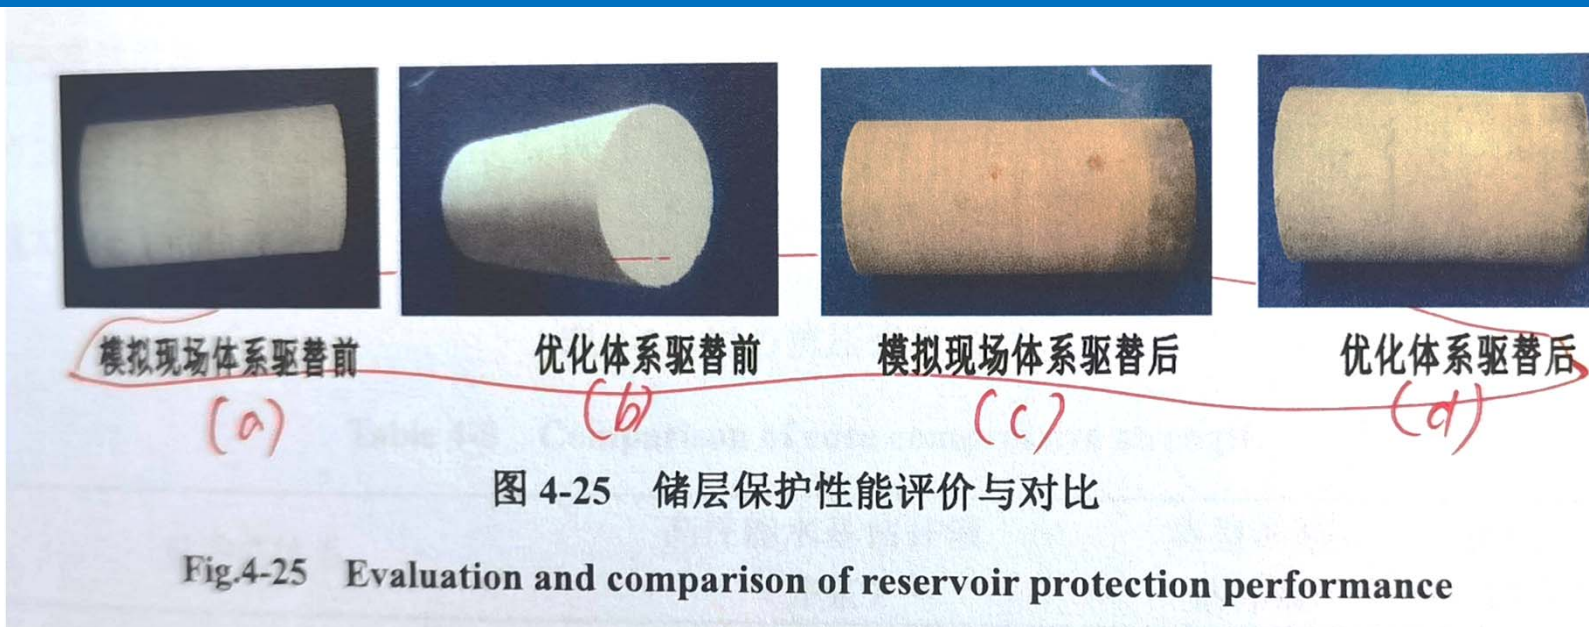 模拟现场体系驱替前 优化体系驱替前 模拟现场体系驱替后 优化体系驱替后
(a) (b) (c) (d)
图 4-25 储层保护性能评价与对比
Fig.4-25 Evaluation and comparison of reservoir protection performance